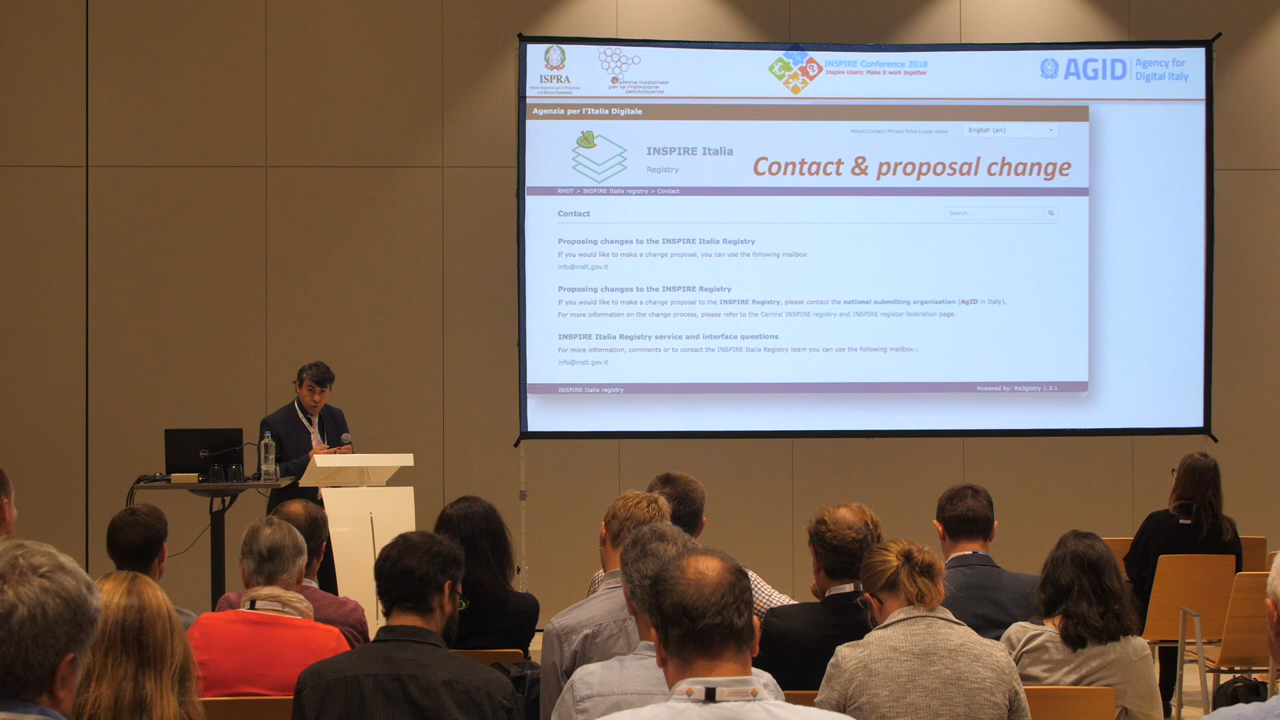 ISPRA
INSPIRE Conference 2018
Inspire Users: Make it work together
AGID
Agency for
Digital Italy
Agenzia per l'Italia Digitale
About | Contact | Privacy Policy | Legal notice
English (en)
INSPIRE Italia
Registry
Contact & proposal change
RNDT > INSPIRE Italia registry > Contact
Contact
Search...
Proposing changes to the INSPIRE Italia Registry
If you would like to make a change proposal, you can use the following mailbox:
info@rndt.gov.it
Proposing changes to the INSPIRE Registry
If you would like to make a change proposal to the INSPIRE Registry, please contact the national submitting organisation (AgID in Italy).
For more information on the change process, please refer to the Central INSPIRE registry and INSPIRE register federation page.
INSPIRE Italia Registry service and interface questions
For more information, comments or to contact the INSPIRE Italia Registry team you can use the following mailbox::
info@rndt.gov.it
INSPIRE Italia registry
Powered by: Re3gistry 1.3.1